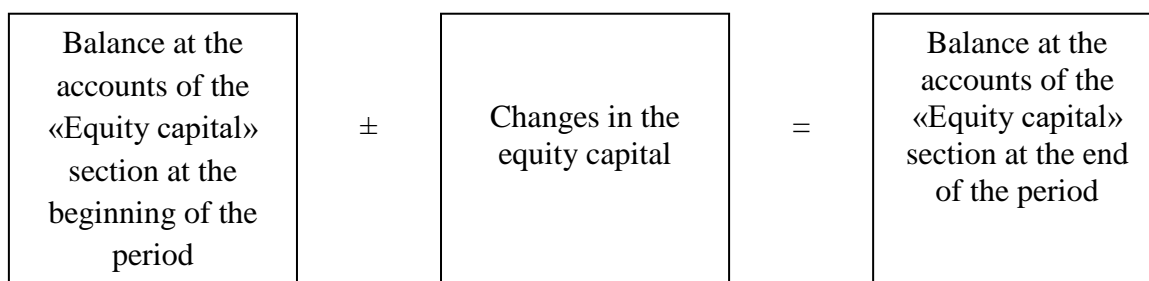 Balance at the
accounts of the
«Equity capital»
section at the
beginning of the
period
±
Changes in the
equity capital
=
Balance at the
accounts of the
«Equity capital»
section at the end
of the period